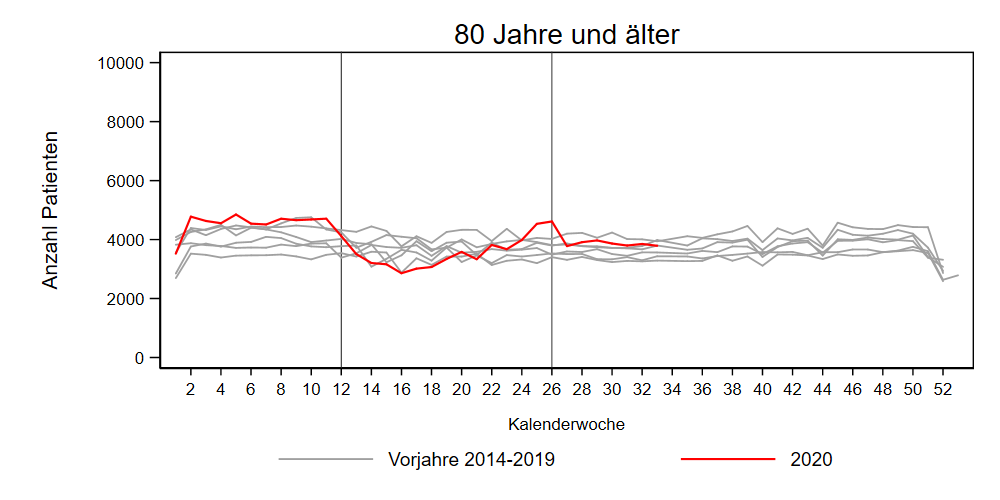 80 Jahre und älter
Anzahl Patienten
10000
8000
6000
4000
2000
0
2 4 6 8 10 12 14 16 18 20 22 24 26 28 30 32 34 36 38 40 42 44 46 48 50 52
Kalenderwoche
Vorjahre 2014-2019 2020